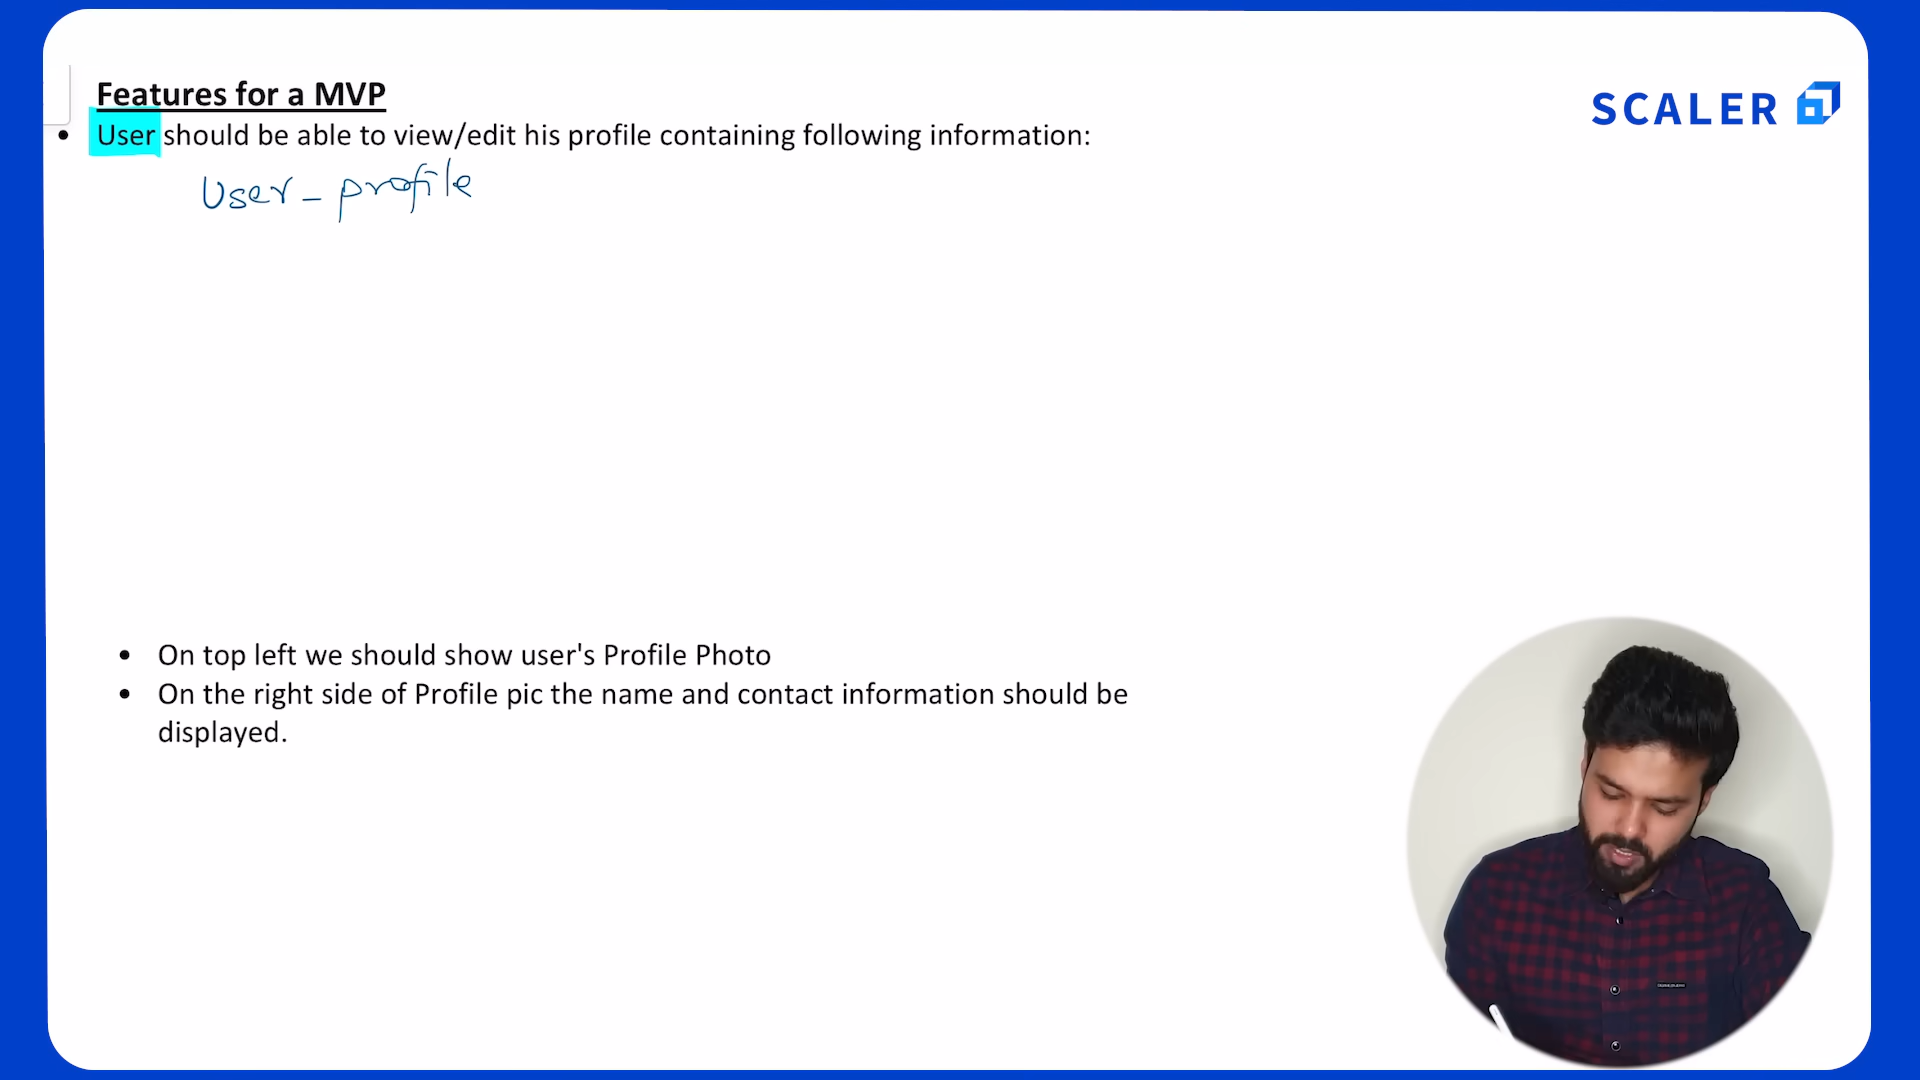 Features for a MVP
SCALER
• User should be able to view/edit his profile containing following information:
User_profile
• On top left we should show user's Profile Photo
• On the right side of Profile pic the name and contact information should be
displayed.